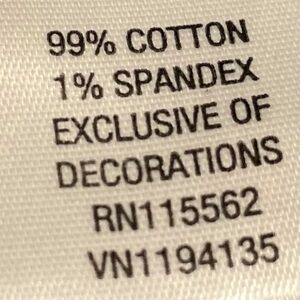 99% COTTON
1% SPANDEX
EXCLUSIVE OF
DECORATIONS
RN115562
VN1194135